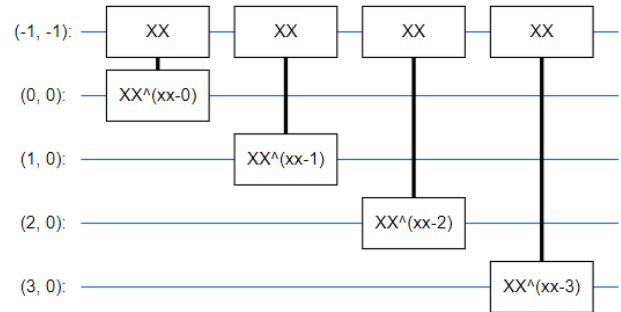 (-1, -1): XX XX XX XX
(0, 0): XX^(xx-0)
(1, 0): XX^(xx-1)
(2, 0): XX^(xx-2)
(3, 0): XX^(xx-3)